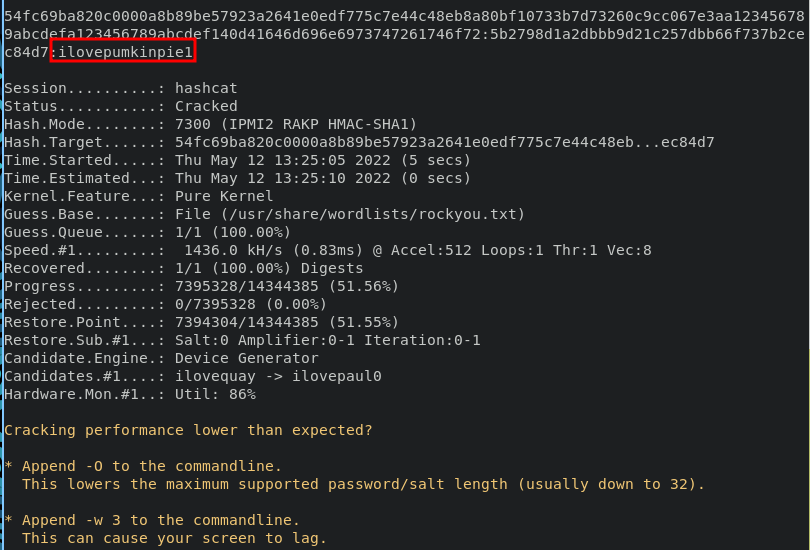 54fc69ba820c0000a8b89be57923a2641e0edf775c7e44c48eb8a80bf10733b7d73260c9cc067e3aa12345678
9abcdefa123456789abcdef140d41646d696e6973747261746f72:5b2798d1a2dbbb9d21c257dbb66f737b2ce
c84d7:ilovepumkinpie1
Session..........: hashcat
Status...........: Cracked
Hash.Mode........: 7300 (IPMI2 RAKP HMAC-SHA1)
Hash.Target......: 54fc69ba820c0000a8b89be57923a2641e0edf775c7e44c48eb...ec84d7
Time.Started.....: Thu May 12 13:25:05 2022 (5 secs)
Time.Estimated...: Thu May 12 13:25:10 2022 (0 secs)
Kernel.Feature...: Pure Kernel
Guess.Base.......: File (/usr/share/wordlists/rockyou.txt)
Guess.Queue......: 1/1 (100.00%)
Speed.#1.........:  1436.0 kH/s (0.83ms) @ Accel:512 Loops:1 Thr:1 Vec:8
Recovered........: 1/1 (100.00%) Digests
Progress.........: 7395328/14344385 (51.56%)
Rejected.........: 0/7395328 (0.00%)
Restore.Point....: 7394304/14344385 (51.55%)
Restore.Sub.#1...: Salt:0 Amplifier:0-1 Iteration:0-1
Candidate.Engine.: Device Generator
Candidates.#1....: ilovequay -> ilovepaul0
Hardware.Mon.#1..: Util: 86%
Cracking performance lower than expected?
* Append -O to the commandline.
  This lowers the maximum supported password/salt length (usually down to 32).
* Append -w 3 to the commandline.
  This can cause your screen to lag.